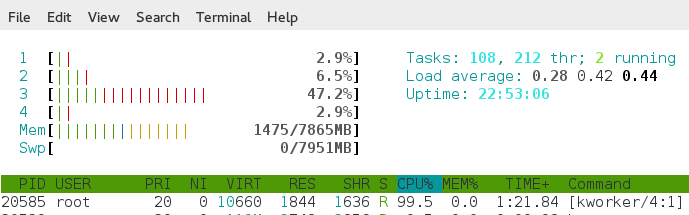 File Edit View Search Terminal Help
1 [|| 2.9%] Tasks: 108, 212 thr; 2 running
2 [|||| 6.5%] Load average: 0.28 0.42 0.44
3 [||||||||||||||||||| 47.2%] Uptime: 22:53:06
4 [|| 2.9%]
Mem[||||||||||||||||| 1475/7865MB]
Swp[ 0/7951MB]
PID USER PRI NI VIRT RES SHR S CPU% MEM% TIME+ Command
20585 root 20 0 10660 1844 1636 R 99.5 0.0 1:21.84 [kworker/4:1]